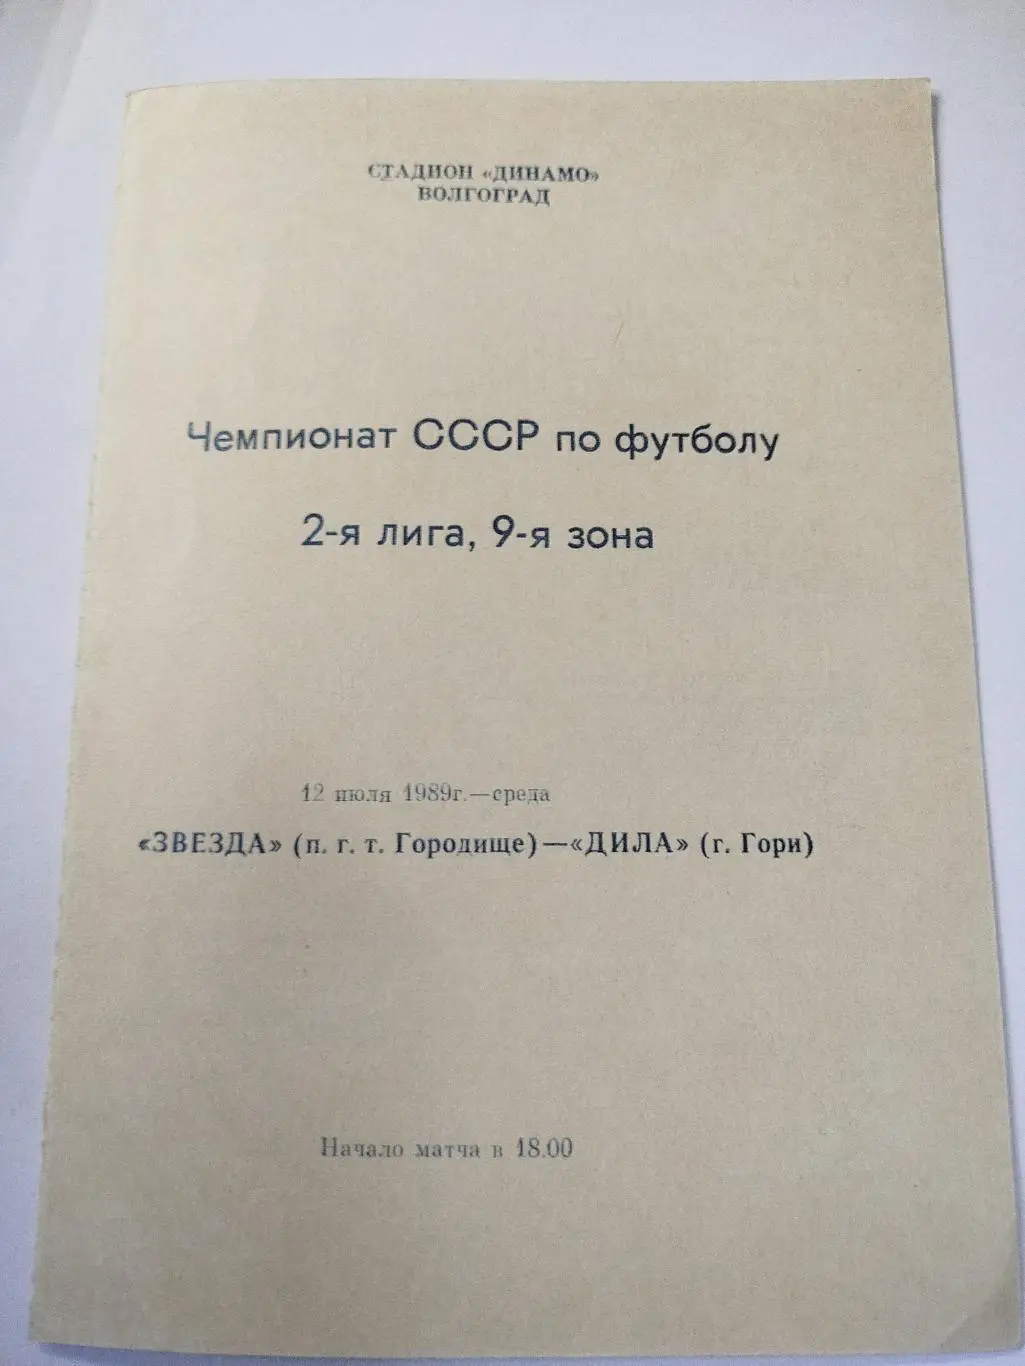 СТАДИОН «ДИНАМО»
ВОЛГОГРАД
Чемпионат СССР по футболу
2-я лига, 9-я зона
12 июля 1989г.—среда
«ЗВЕЗДА» (п. г. т. Городище)—«ДИЛА» (г. Гори)
Начало матча в 18.00